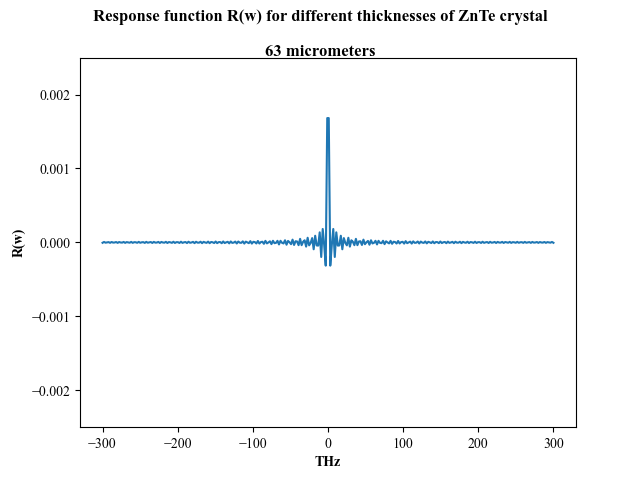 Response function R(w) for different thicknesses of ZnTe crystal
63 micrometers
0.002
0.001
0.000
−0.001
−0.002
R(w)
−300 −200 −100 0 100 200 300
THz